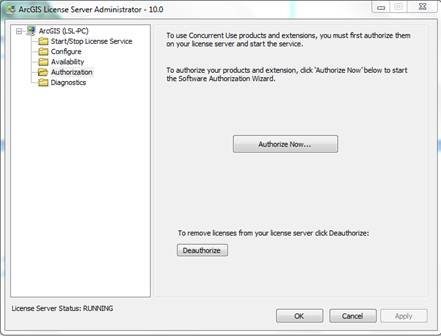 ArcGIS License Server Administrator - 10.0
ArcGIS (LSL-PC)
Start/Stop License Service
Configure
Availability
Authorization
Diagnostics
To use Concurrent Use products and extensions, you must first authorize them
on your license server and start the service.
To authorize your products and extension, click 'Authorize Now' below to start
the Software Authorization Wizard.
Authorize Now...
To remove licenses from your license server click Deauthorize:
Deauthorize
License Server Status: RUNNING
OK
Cancel
Apply